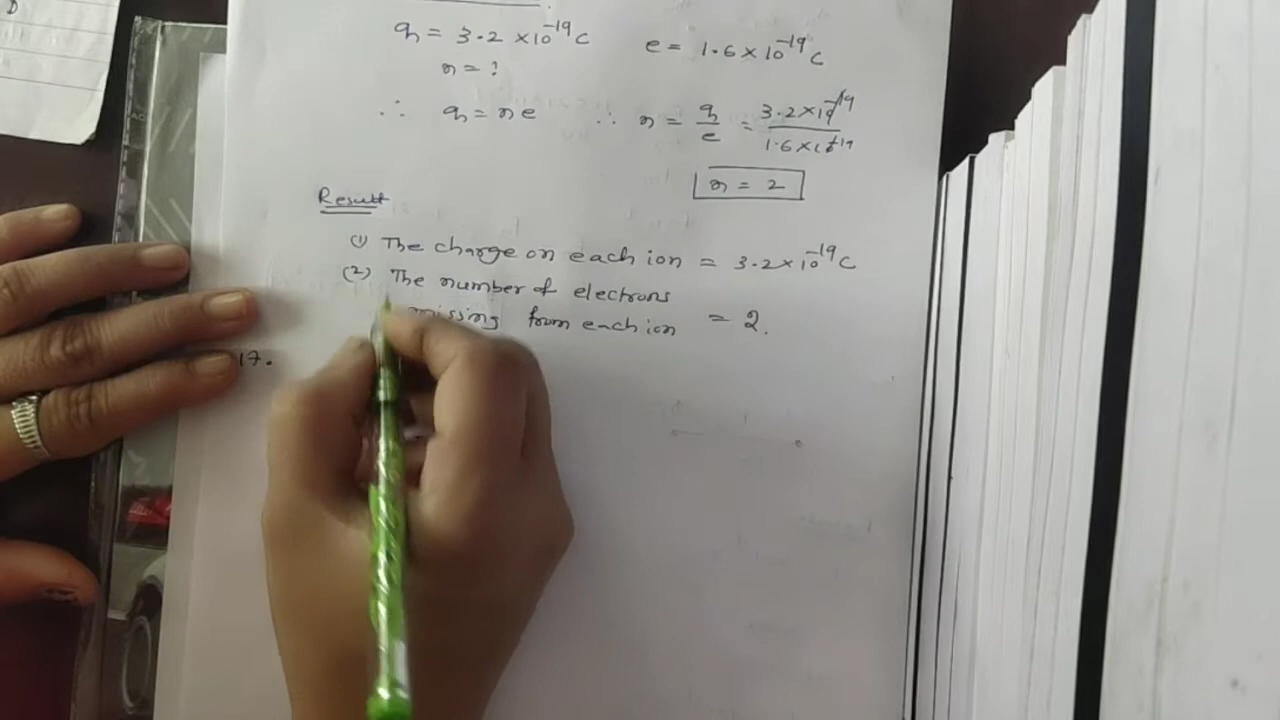 q = 3.2 × 10⁻¹⁹ C e = 1.6 × 10⁻¹⁹ C
n = ?
∴ q = ne ∴ n = q/e = 3.2 × 10⁻¹⁹ / 1.6 × 10⁻¹⁹
n = 2
Result
(1) The charge on each ion = 3.2 × 10⁻¹⁹ C
(2) The number of electrons
missing from each ion = 2.
17.